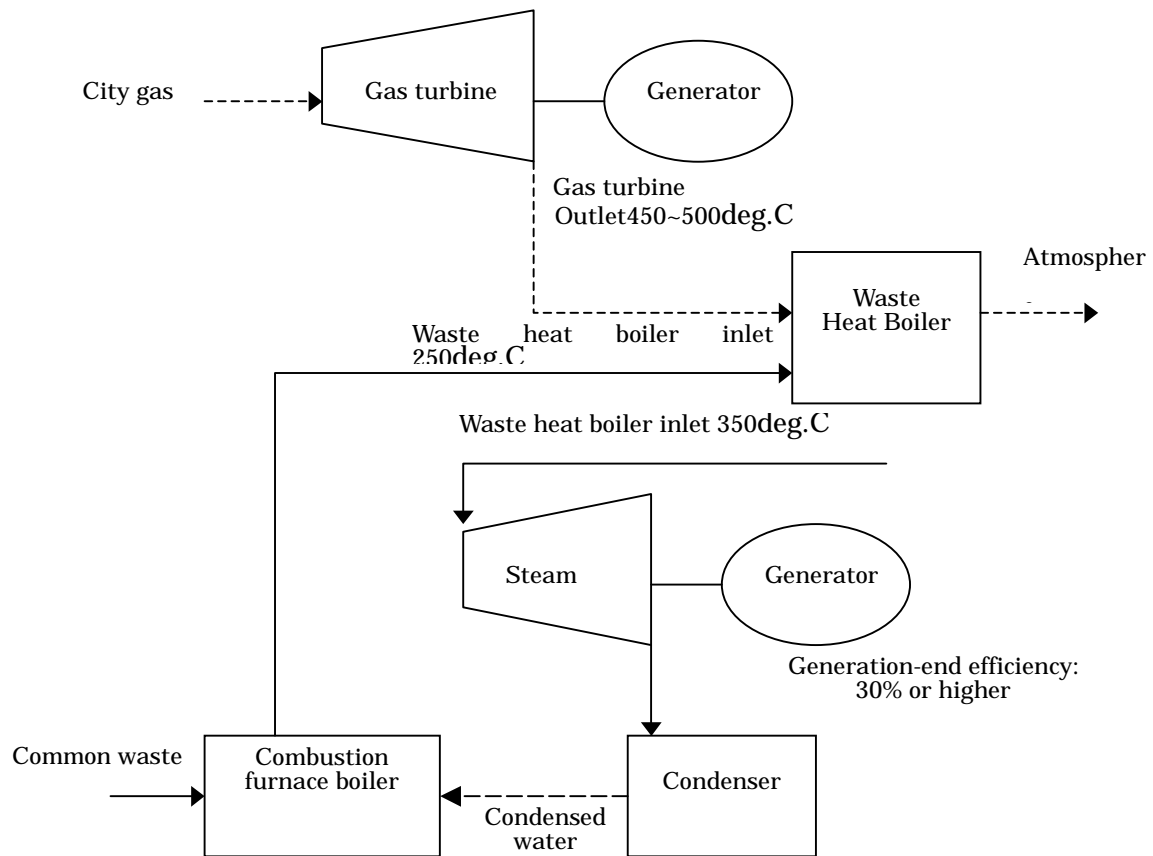 City gas
Gas turbine
Generator
Gas turbine
Outlet450~500deg.C
Atmospher
Waste
Heat Boiler
Waste heat boiler inlet
250deg.C
Waste heat boiler inlet 350deg.C
Steam
Generator
Generation-end efficiency:
30% or higher
Common waste
Combustion
furnace boiler
Condenser
Condensed
water